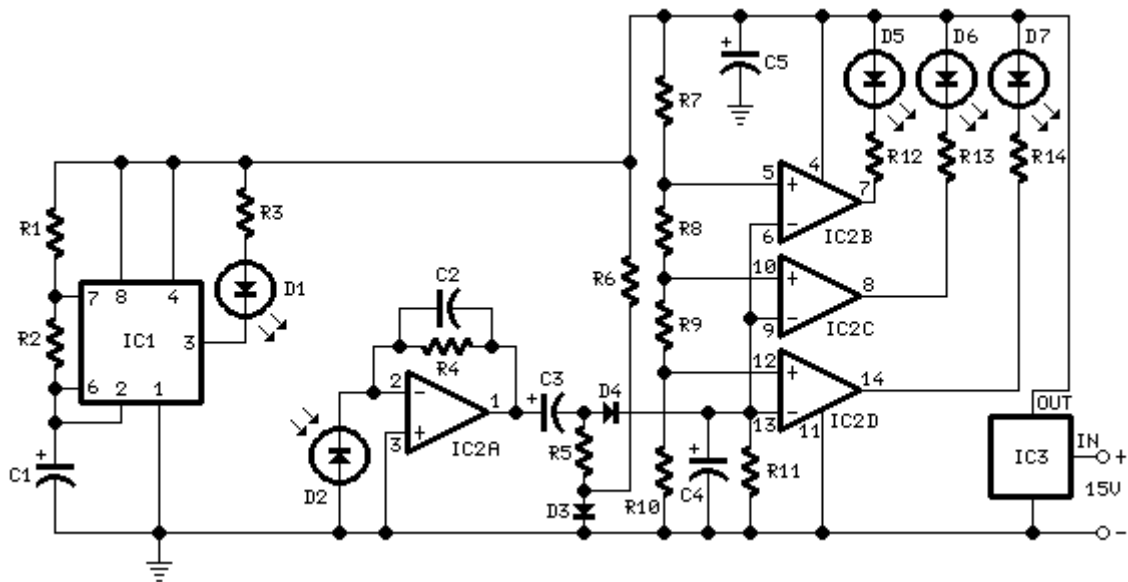 D5 D6 D7
+ C5
R7
4
R12 R13 R14
5 + 7
R1 R3
R8 6 − IC2B
7 8 4 D1 C2 R6
10 + 8
R2 IC1 3
R9 9 − IC2C
R4
6 2 1
12 + 14
2 − 1 C3 D4
+
OUT
3 + IC2A
13 − 11 IC2D
R5
IN +
C1 +
D2 R10 + C4 R11 IC3
15V
D3
−